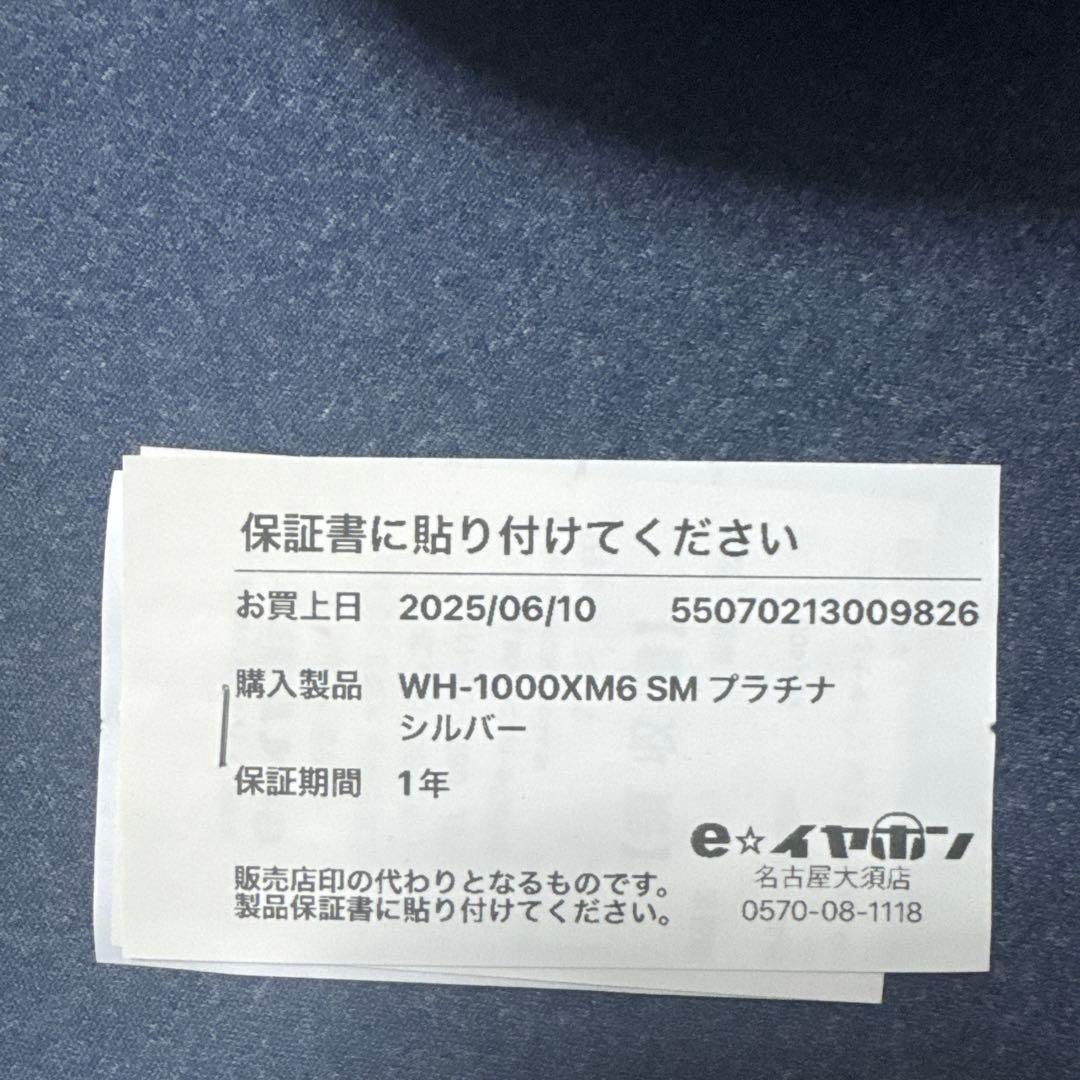 保証書に貼り付けてください
お買上日 2025/06/10 55070213009826
購入製品 WH-1000XM6 SM プラチナ
シルバー
保証期間 1年
e☆イヤホン
名古屋大須店
0570-08-1118
販売店印の代わりとなるものです。
製品保証書に貼り付けてください。